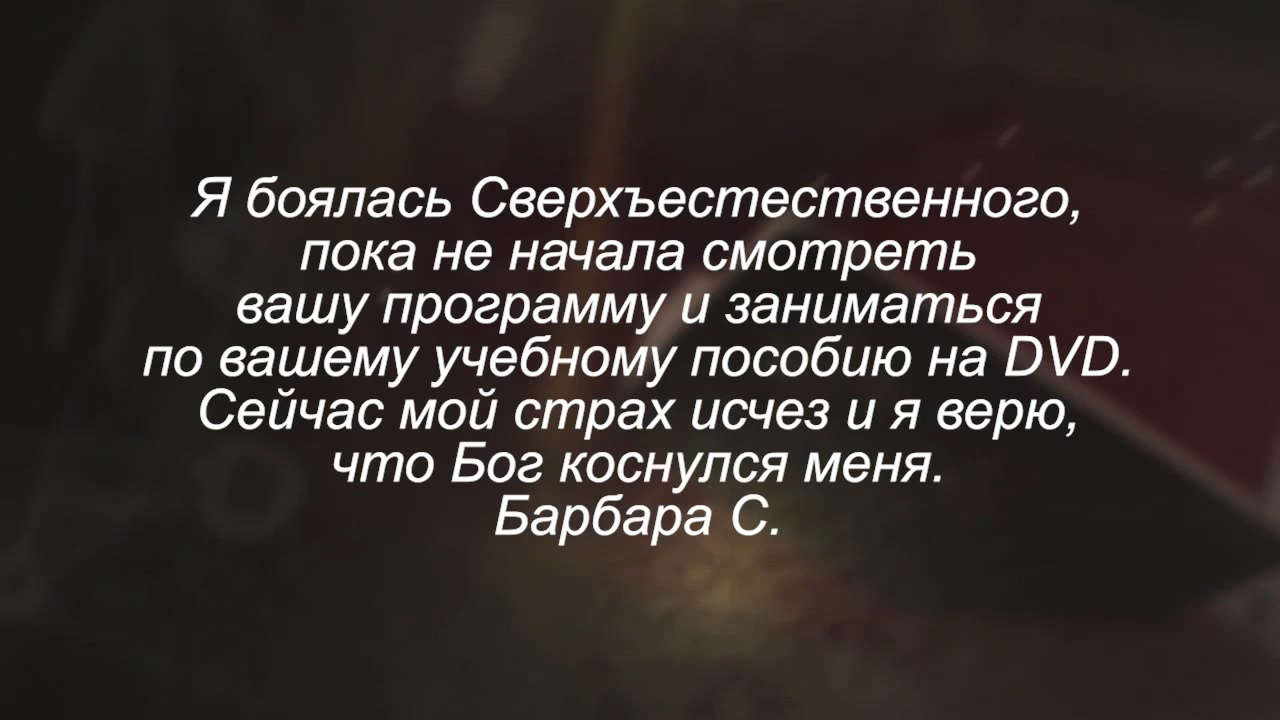 Я боялась Сверхъестественного,
пока не начала смотреть
вашу программу и заниматься
по вашему учебному пособию на DVD.
Сейчас мой страх исчез и я верю,
что Бог коснулся меня.
Барбара С.